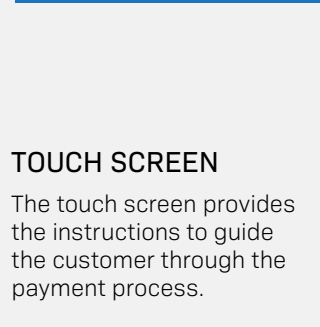 TOUCH SCREEN
The touch screen provides
the instructions to guide
the customer through the
payment process.